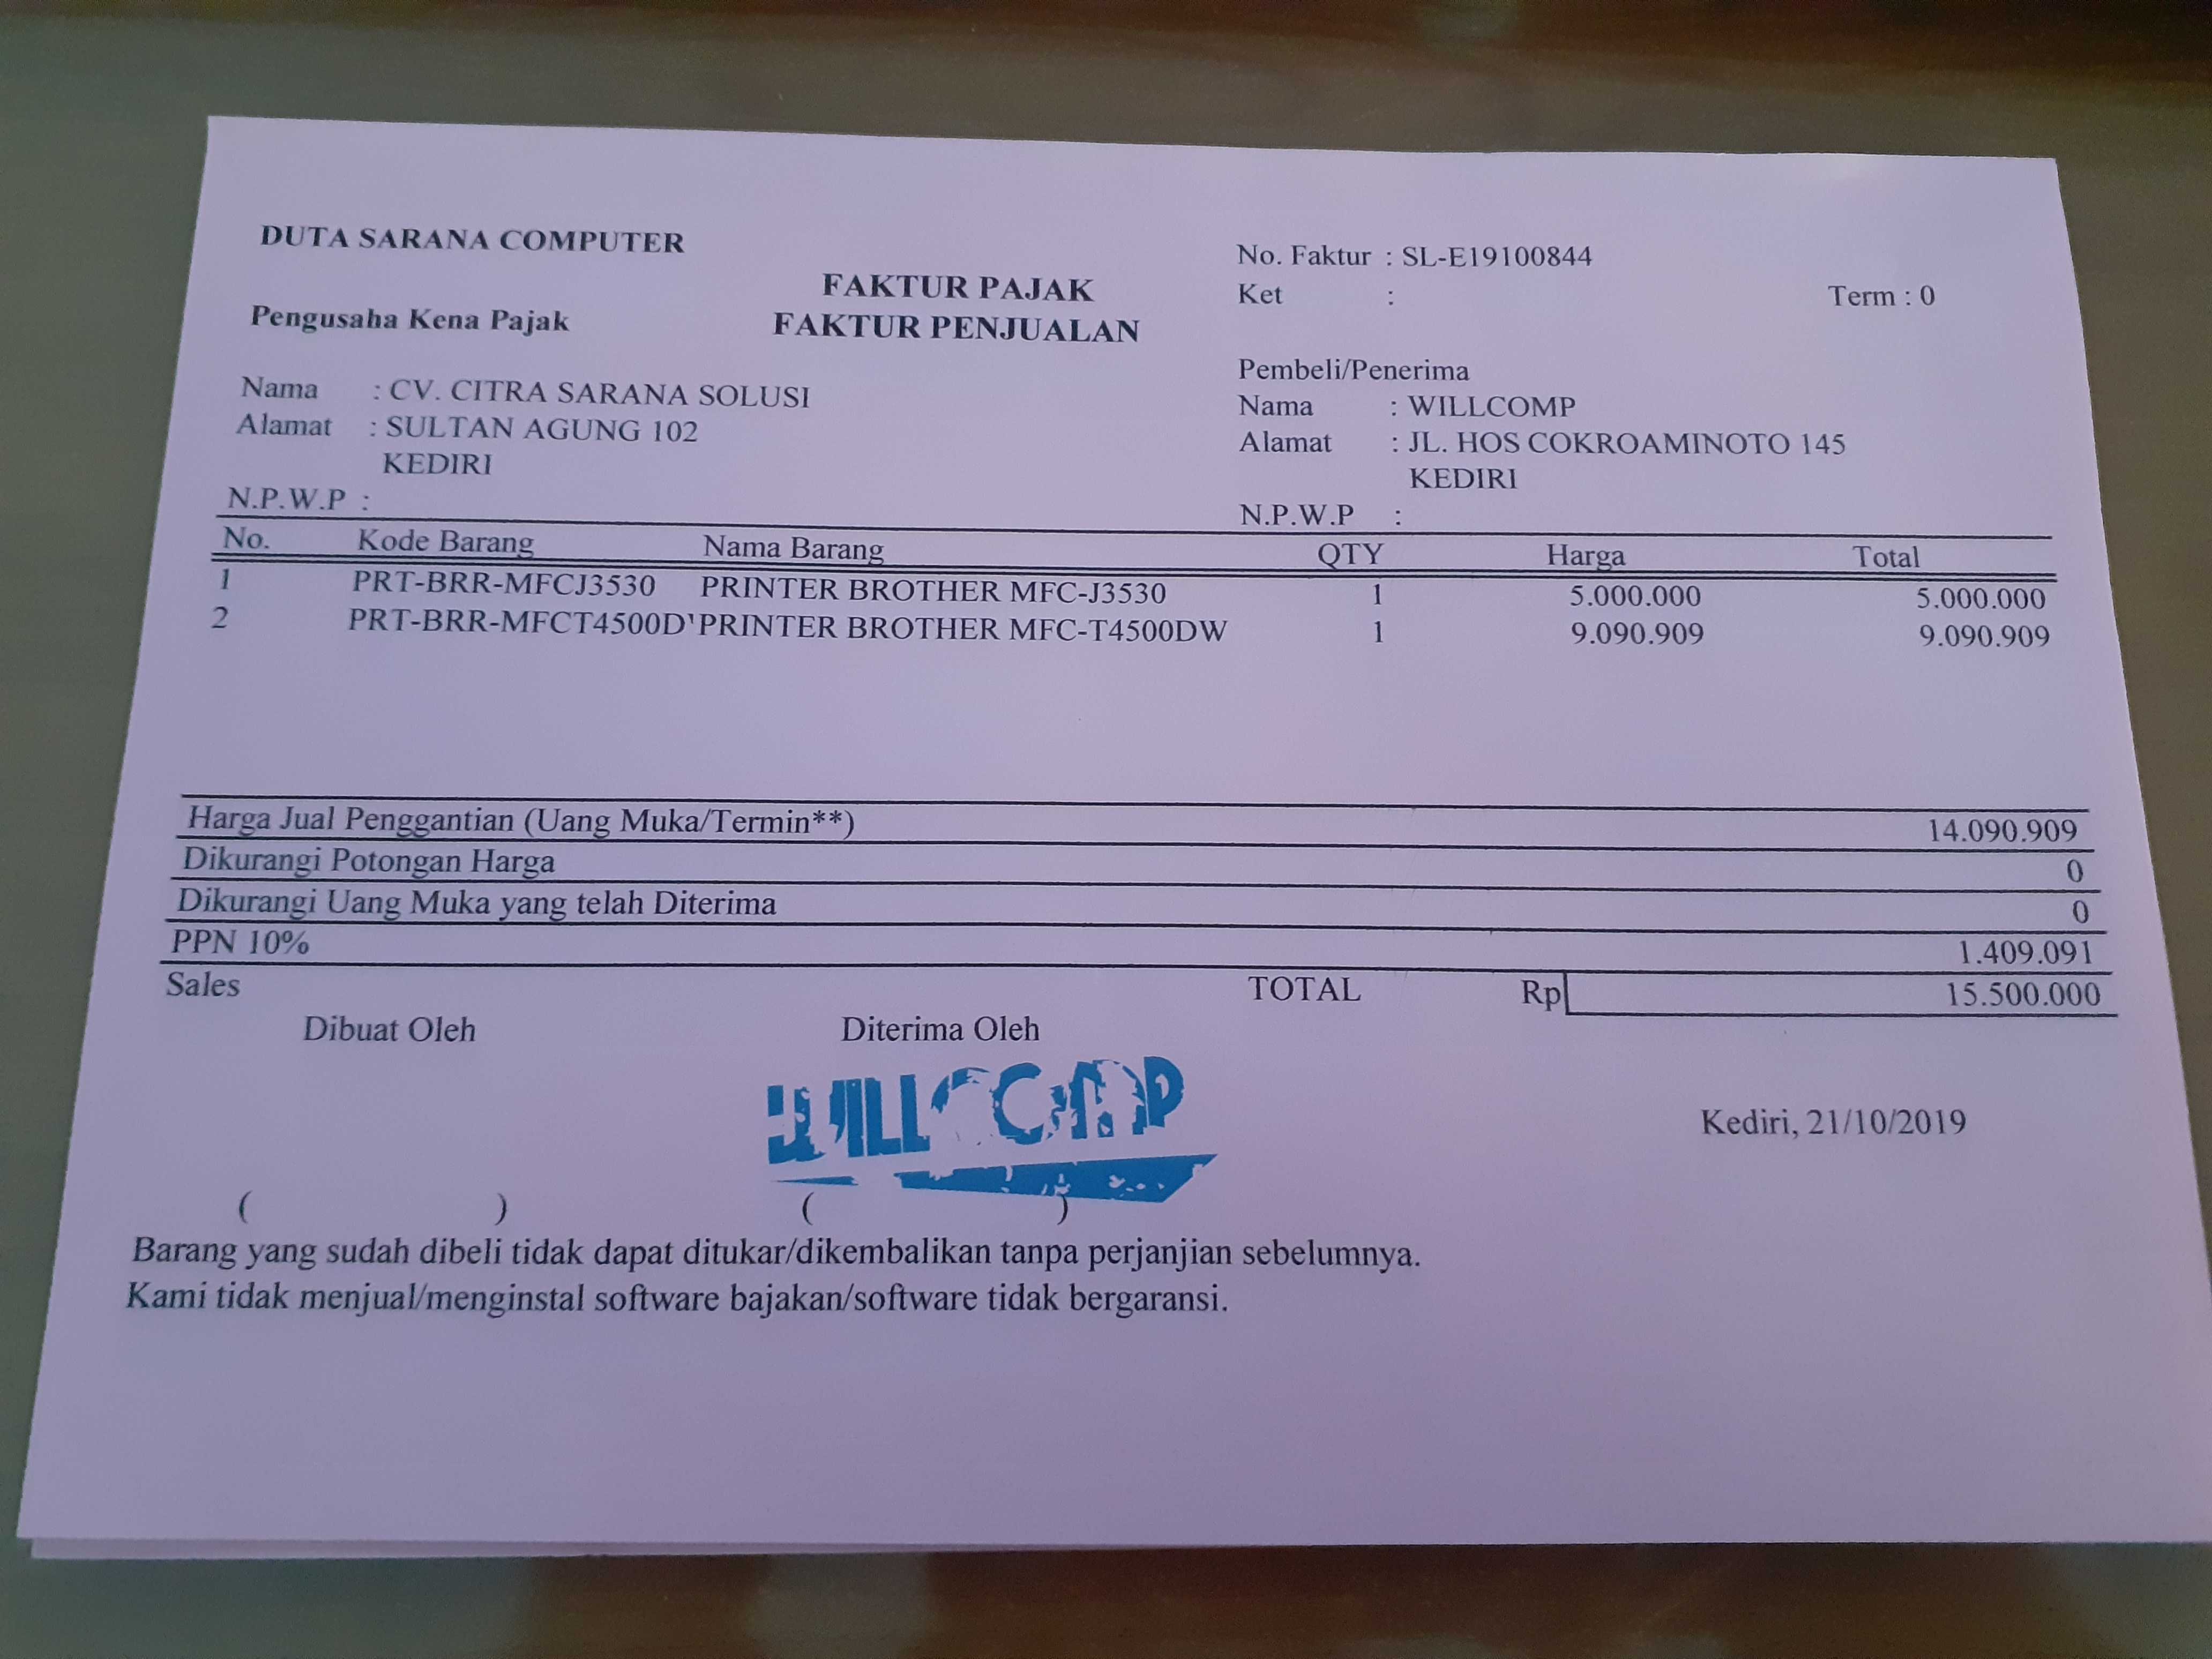 DUTA SARANA COMPUTER
No. Faktur : SL-E19100844
FAKTUR PAJAK
Ket : Term : 0
Pengusaha Kena Pajak
FAKTUR PENJUALAN
Pembeli/Penerima
Nama : CV. CITRA SARANA SOLUSI
Nama : WILLCOMP
Alamat : SULTAN AGUNG 102
Alamat : JL. HOS COKROAMINOTO 145
KEDIRI
KEDIRI
N.P.W.P :
N.P.W.P :
No. Kode Barang Nama Barang QTY Harga Total
1 PRT-BRR-MFCJ3530 PRINTER BROTHER MFC-J3530 1 5.000.000 5.000.000
2 PRT-BRR-MFCT4500D'PRINTER BROTHER MFC-T4500DW 1 9.090.909 9.090.909
Harga Jual Penggantian (Uang Muka/Termin**) 14.090.909
Dikurangi Potongan Harga 0
Dikurangi Uang Muka yang telah Diterima 0
PPN 10% 1.409.091
Sales TOTAL Rp 15.500.000
Dibuat Oleh Diterima Oleh
WILLCOMP
Kediri, 21/10/2019
( ) ( )
Barang yang sudah dibeli tidak dapat ditukar/dikembalikan tanpa perjanjian sebelumnya.
Kami tidak menjual/menginstal software bajakan/software tidak bergaransi.